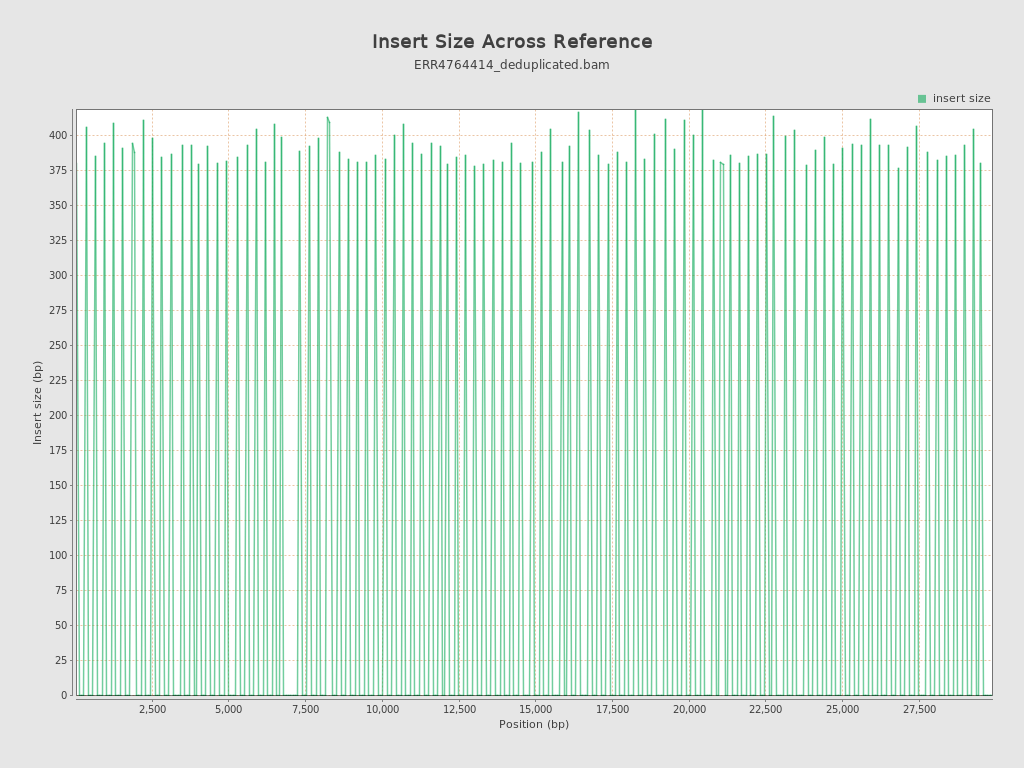 Insert Size Across Reference
ERR4764414_deduplicated.bam
insert size
400
375
350
325
300
275
250
225
200
175
150
125
100
75
50
25
0
Insert size (bp)
2,500 5,000 7,500 10,000 12,500 15,000 17,500 20,000 22,500 25,000 27,500
Position (bp)